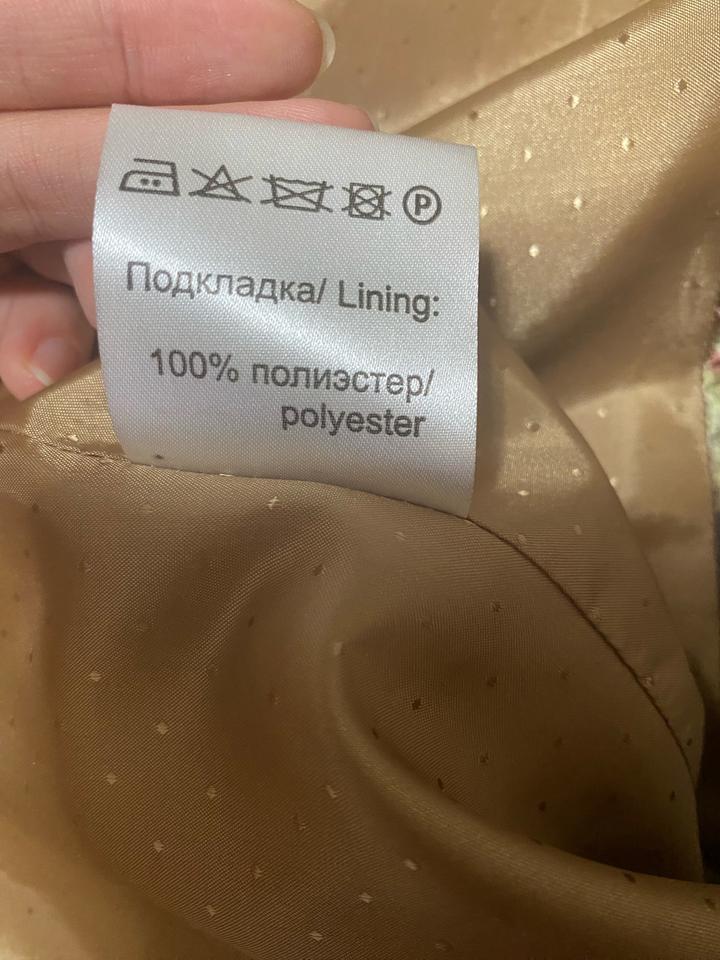 P
Подкладка/ Lining:
100% полиэстер/
polyester